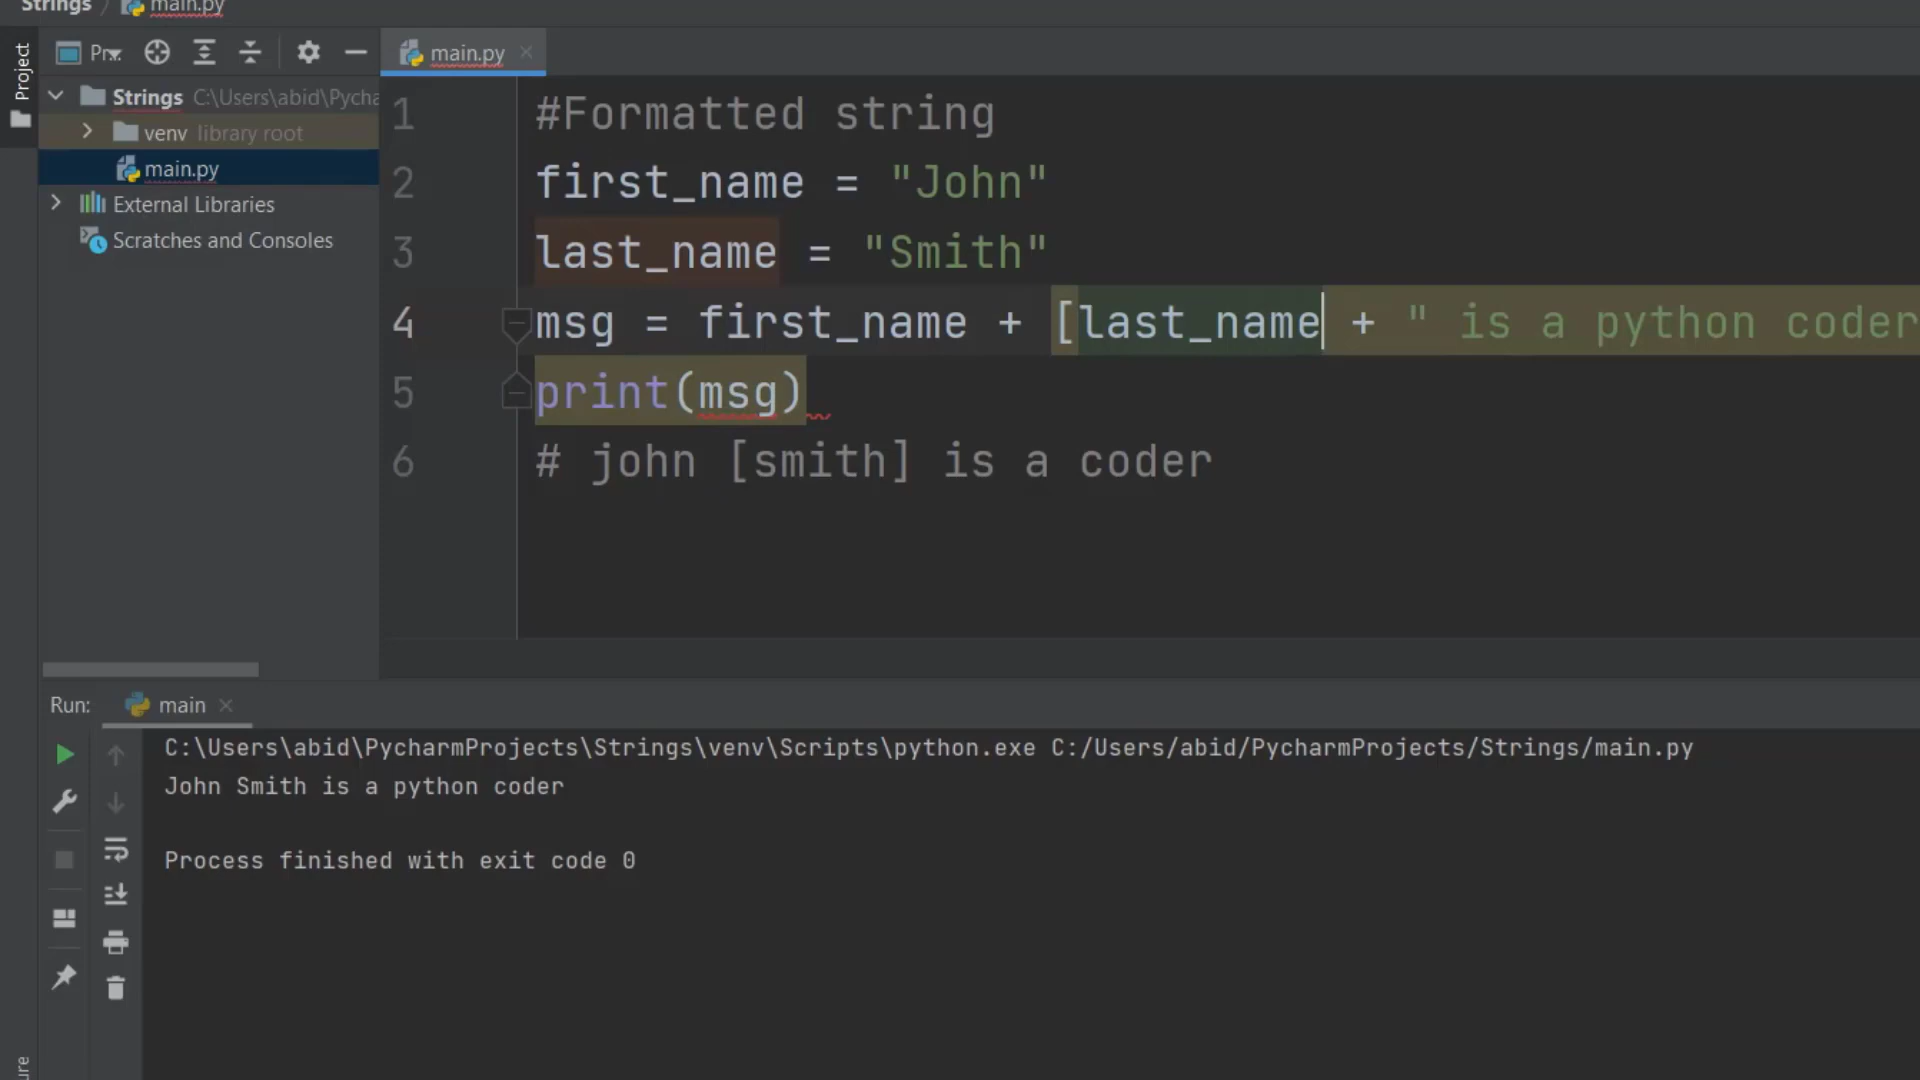 Strings main.py
Project
Pr...
main.py
Strings C:\Users\abid\Pycha
venv library root
main.py
External Libraries
Scratches and Consoles
1 #Formatted string
2 first_name = "John"
3 last_name = "Smith"
4 msg = first_name + [last_name + " is a python coder
5 print(msg)
6 # john [smith] is a coder
Run: main
C:\Users\abid\PycharmProjects\Strings\venv\Scripts\python.exe C:/Users/abid/PycharmProjects/Strings/main.py
John Smith is a python coder
Process finished with exit code 0
ure